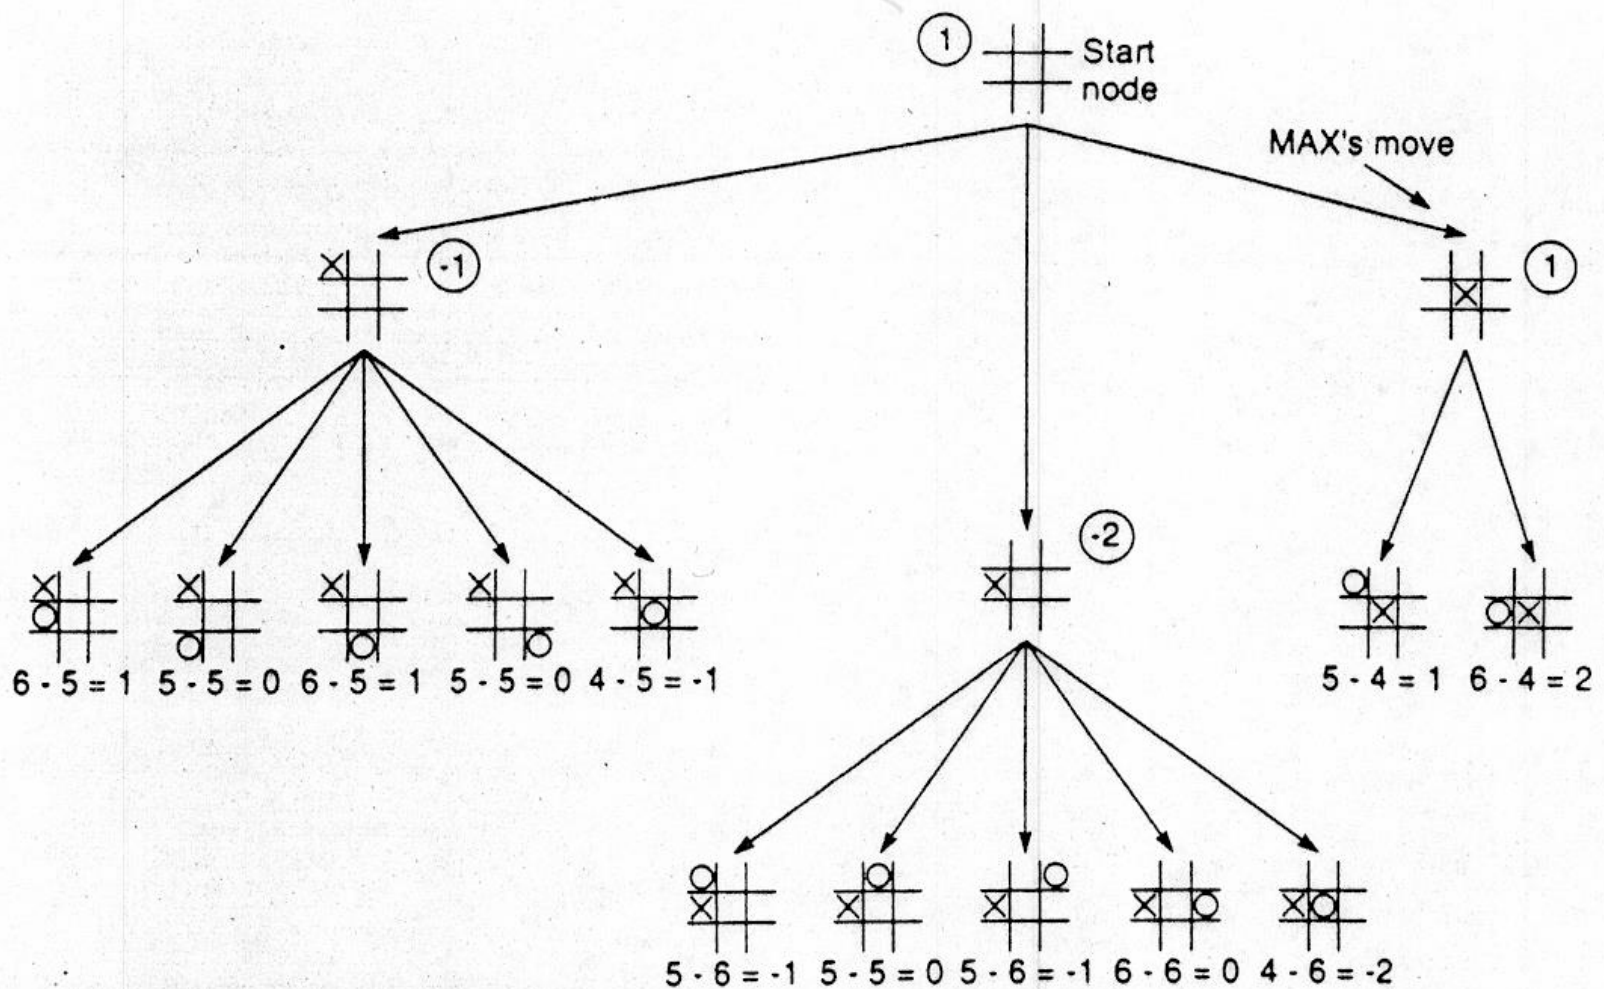 1
Start
node
MAX's move
-1
1
-2
6 - 5 = 1 5 - 5 = 0 6 - 5 = 1 5 - 5 = 0 4 - 5 = -1
5 - 4 = 1 6 - 4 = 2
5 - 6 = -1 5 - 5 = 0 5 - 6 = -1 6 - 6 = 0 4 - 6 = -2